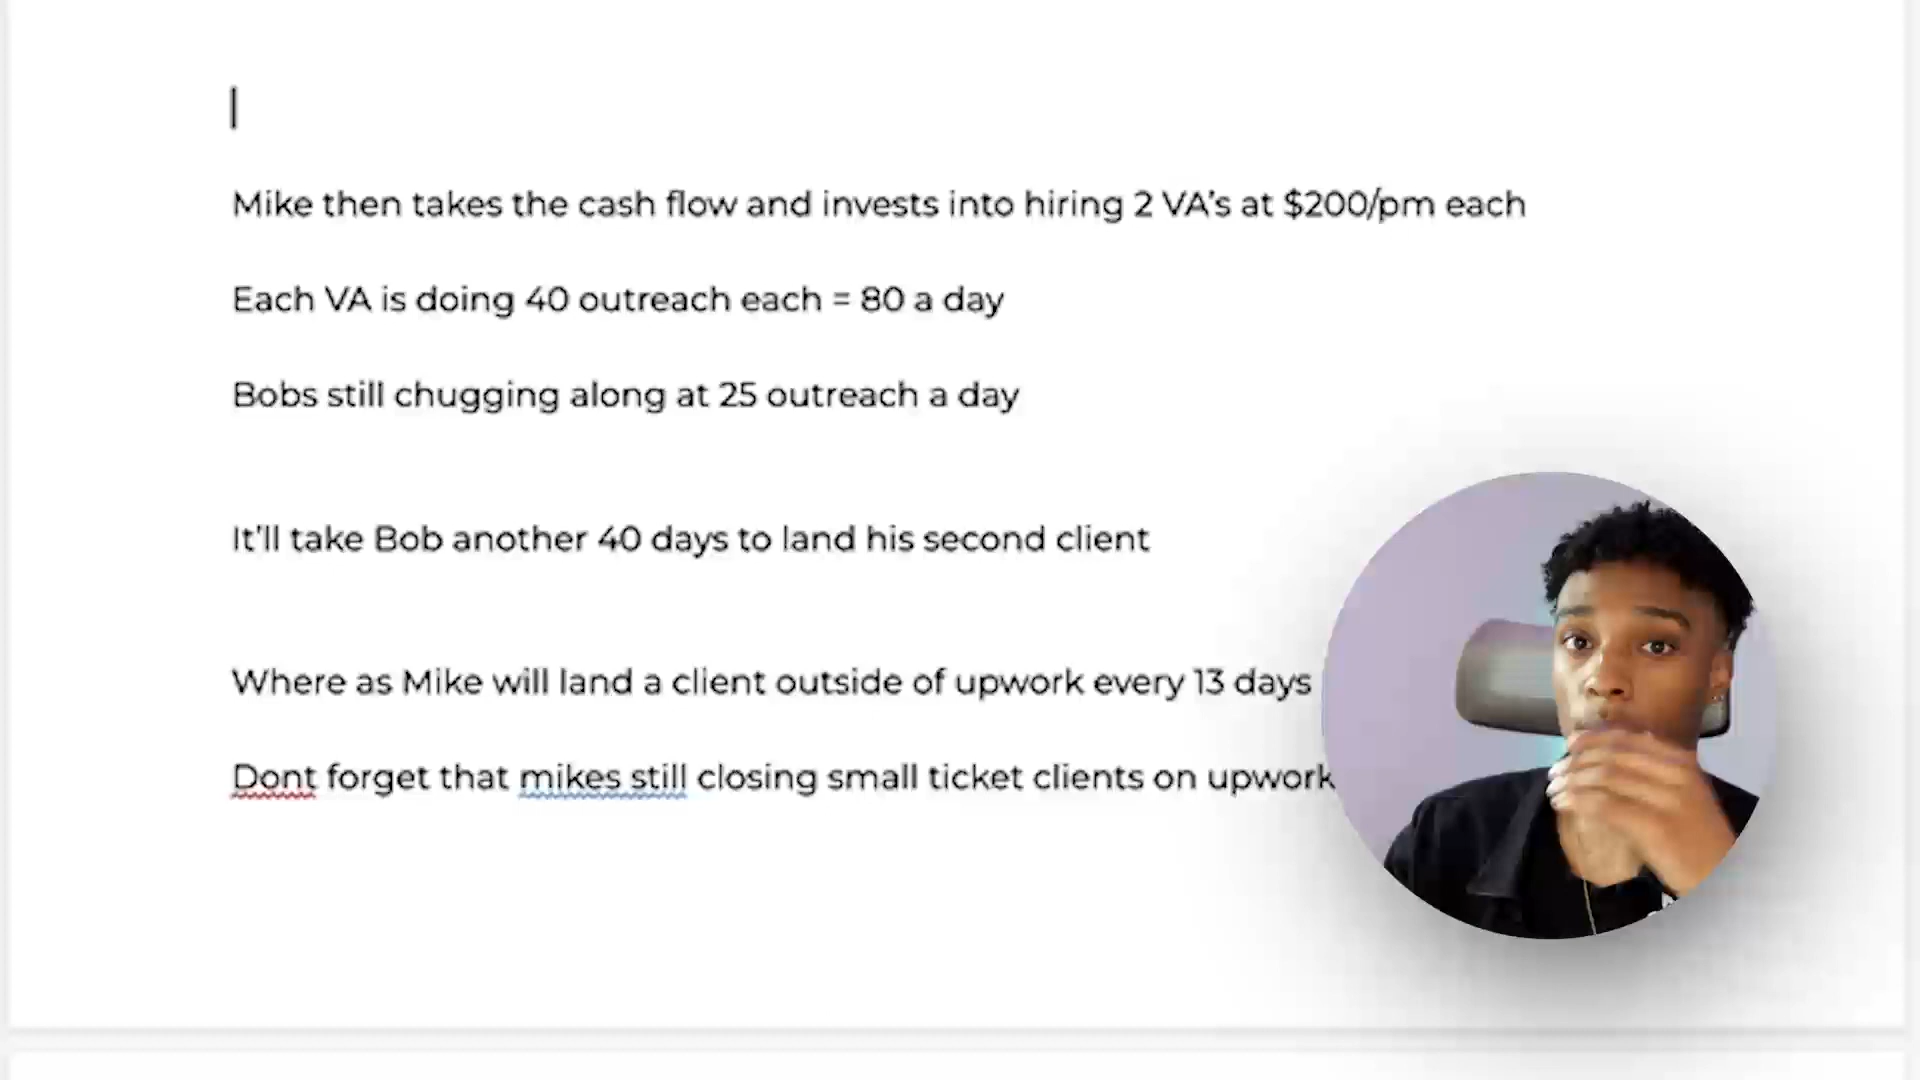 Mike then takes the cash flow and invests into hiring 2 VA’s at $200/pm each
Each VA is doing 40 outreach each = 80 a day
Bobs still chugging along at 25 outreach a day
It’ll take Bob another 40 days to land his second client
Where as Mike will land a client outside of upwork every 13 days
Dont forget that mikes still closing small ticket clients on upwork